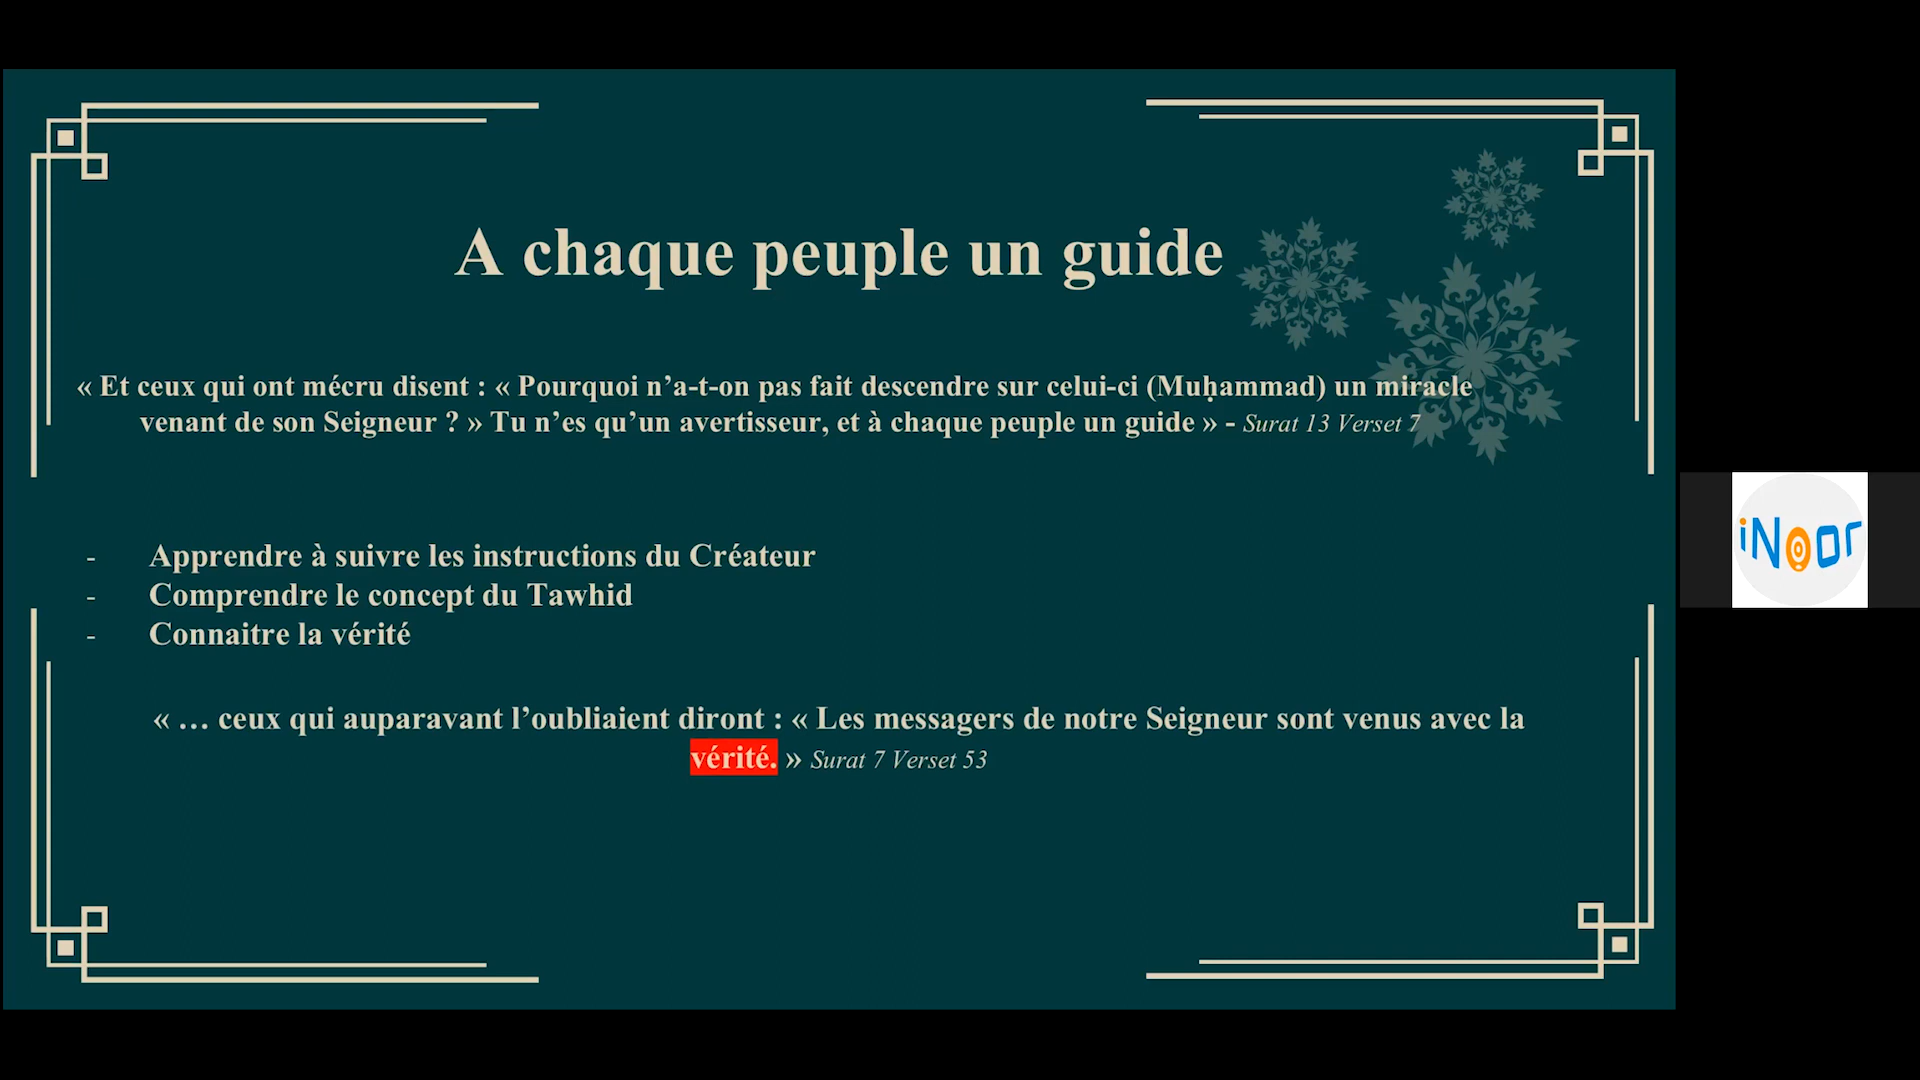 A chaque peuple un guide
« Et ceux qui ont mécru disent : « Pourquoi n’a-t-on pas fait descendre sur celui-ci (Muḥammad) un miracle
venant de son Seigneur ? » Tu n’es qu’un avertisseur, et à chaque peuple un guide » - Surat 13 Verset 7
- Apprendre à suivre les instructions du Créateur
- Comprendre le concept du Tawhid
- Connaitre la vérité
« … ceux qui auparavant l’oubliaient diront : « Les messagers de notre Seigneur sont venus avec la
vérité. » Surat 7 Verset 53
iNoor